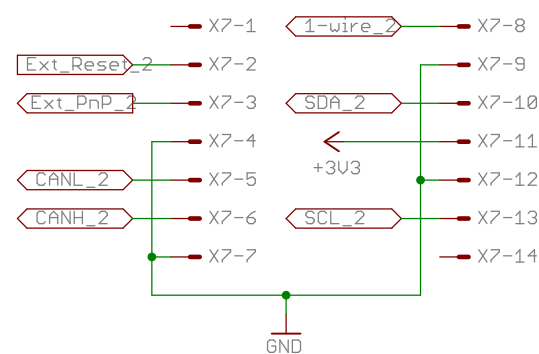 X7-1
1-wire_2
X7-8
Ext_Reset_2
X7-2
X7-9
Ext_PnP_2
X7-3
SDA_2
X7-10
X7-4
X7-11
+3V3
CANL_2
X7-5
X7-12
CANH_2
X7-6
SCL_2
X7-13
X7-7
X7-14
GND